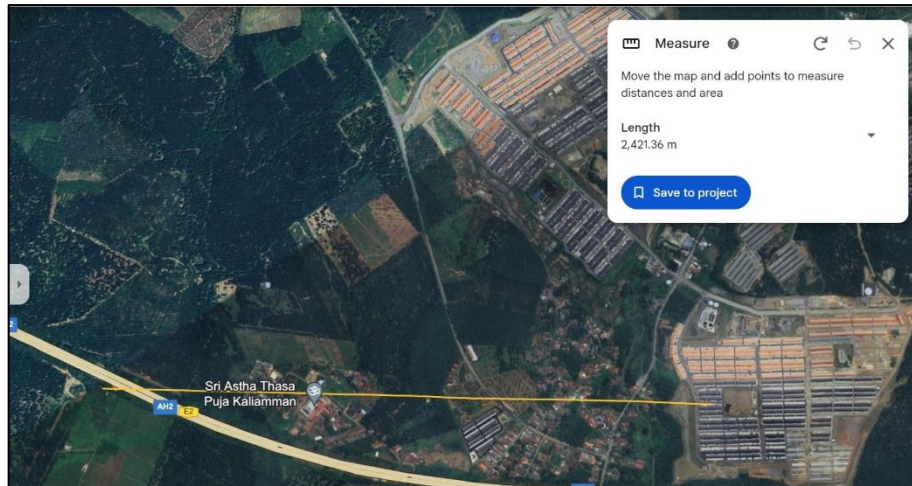 Measure
Move the map and add points to measure
distances and area
Length
2,421.36 m
Save to project
2
Sri Astha Thasa
Puja Kaliamman
AH2
E2